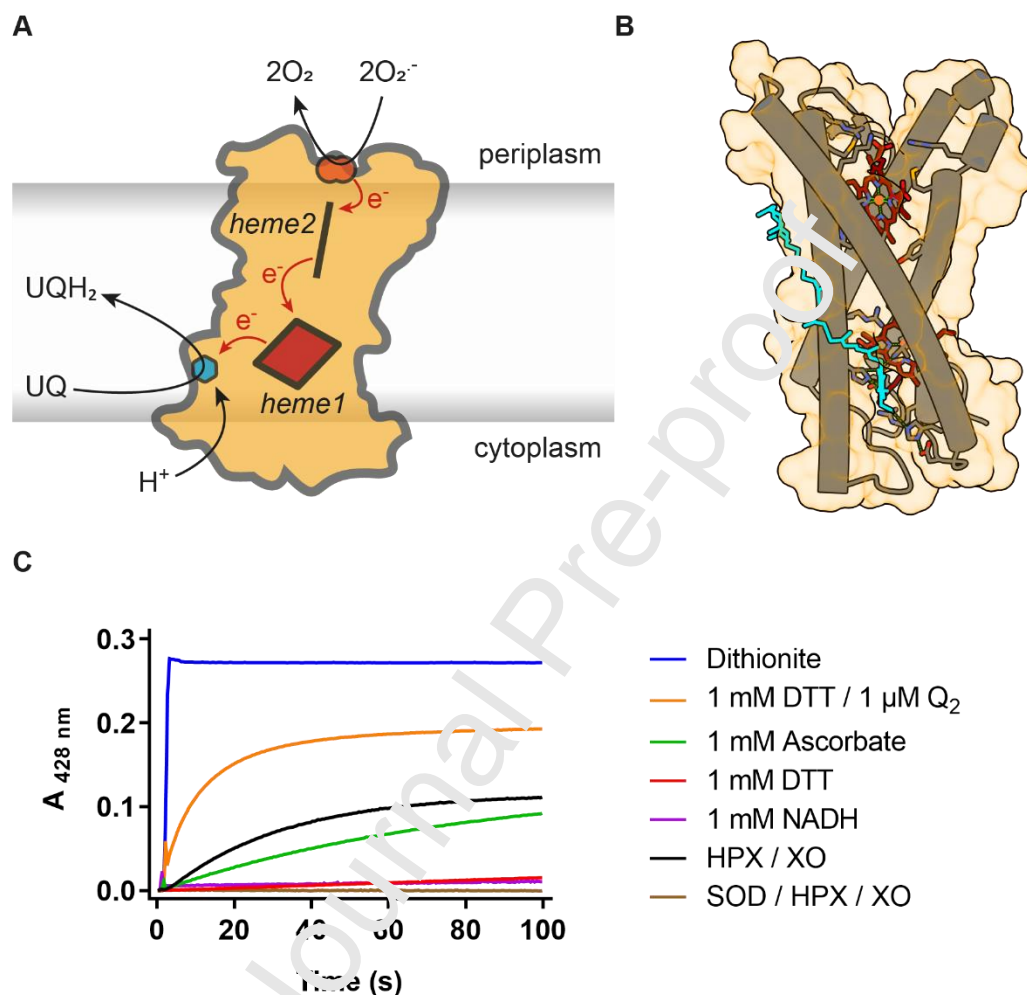 A
B
2O₂ 2O₂·⁻
periplasm
e⁻
heme2
e⁻
UQH₂
e⁻
UQ
heme1
cytoplasm
H⁺
C
0.3
0.2
0.1
0.0
A 428 nm
0 20 40 60 80 100
Time (s)
Dithionite
1 mM DTT / 1 µM Q₂
1 mM Ascorbate
1 mM DTT
1 mM NADH
HPX / XO
SOD / HPX / XO
Journal Pre-proof